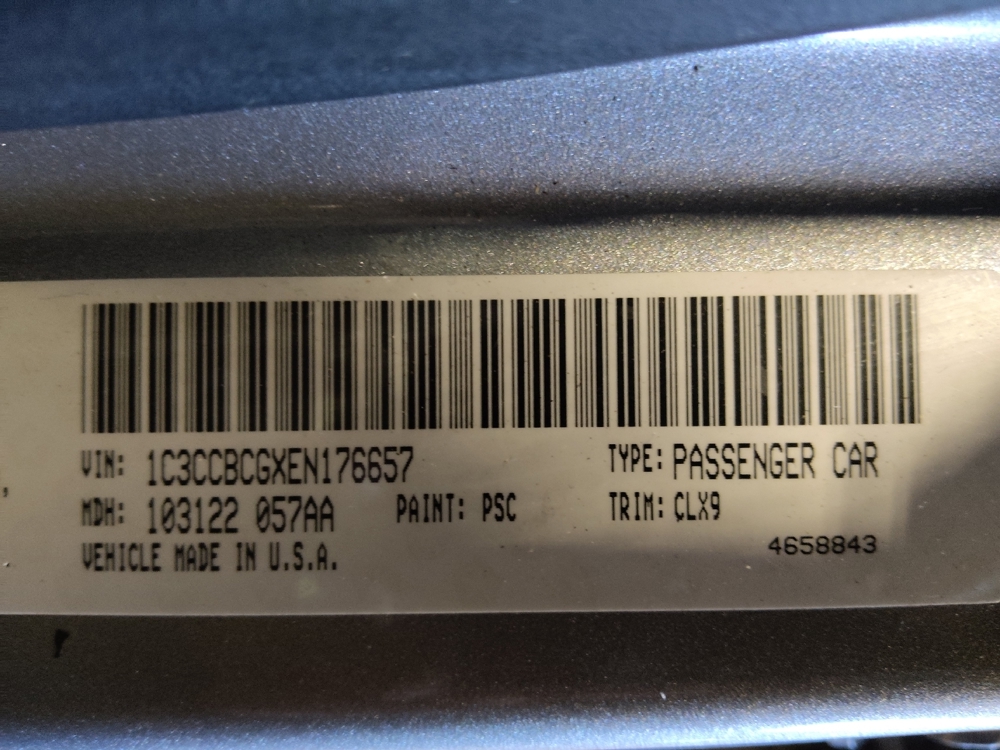 VIN: 1C3CCBCGXEN176657 TYPE: PASSENGER CAR
MDH: 103122 057AA PAINT: PSC TRIM: CLX9
VEHICLE MADE IN U.S.A. 4658843